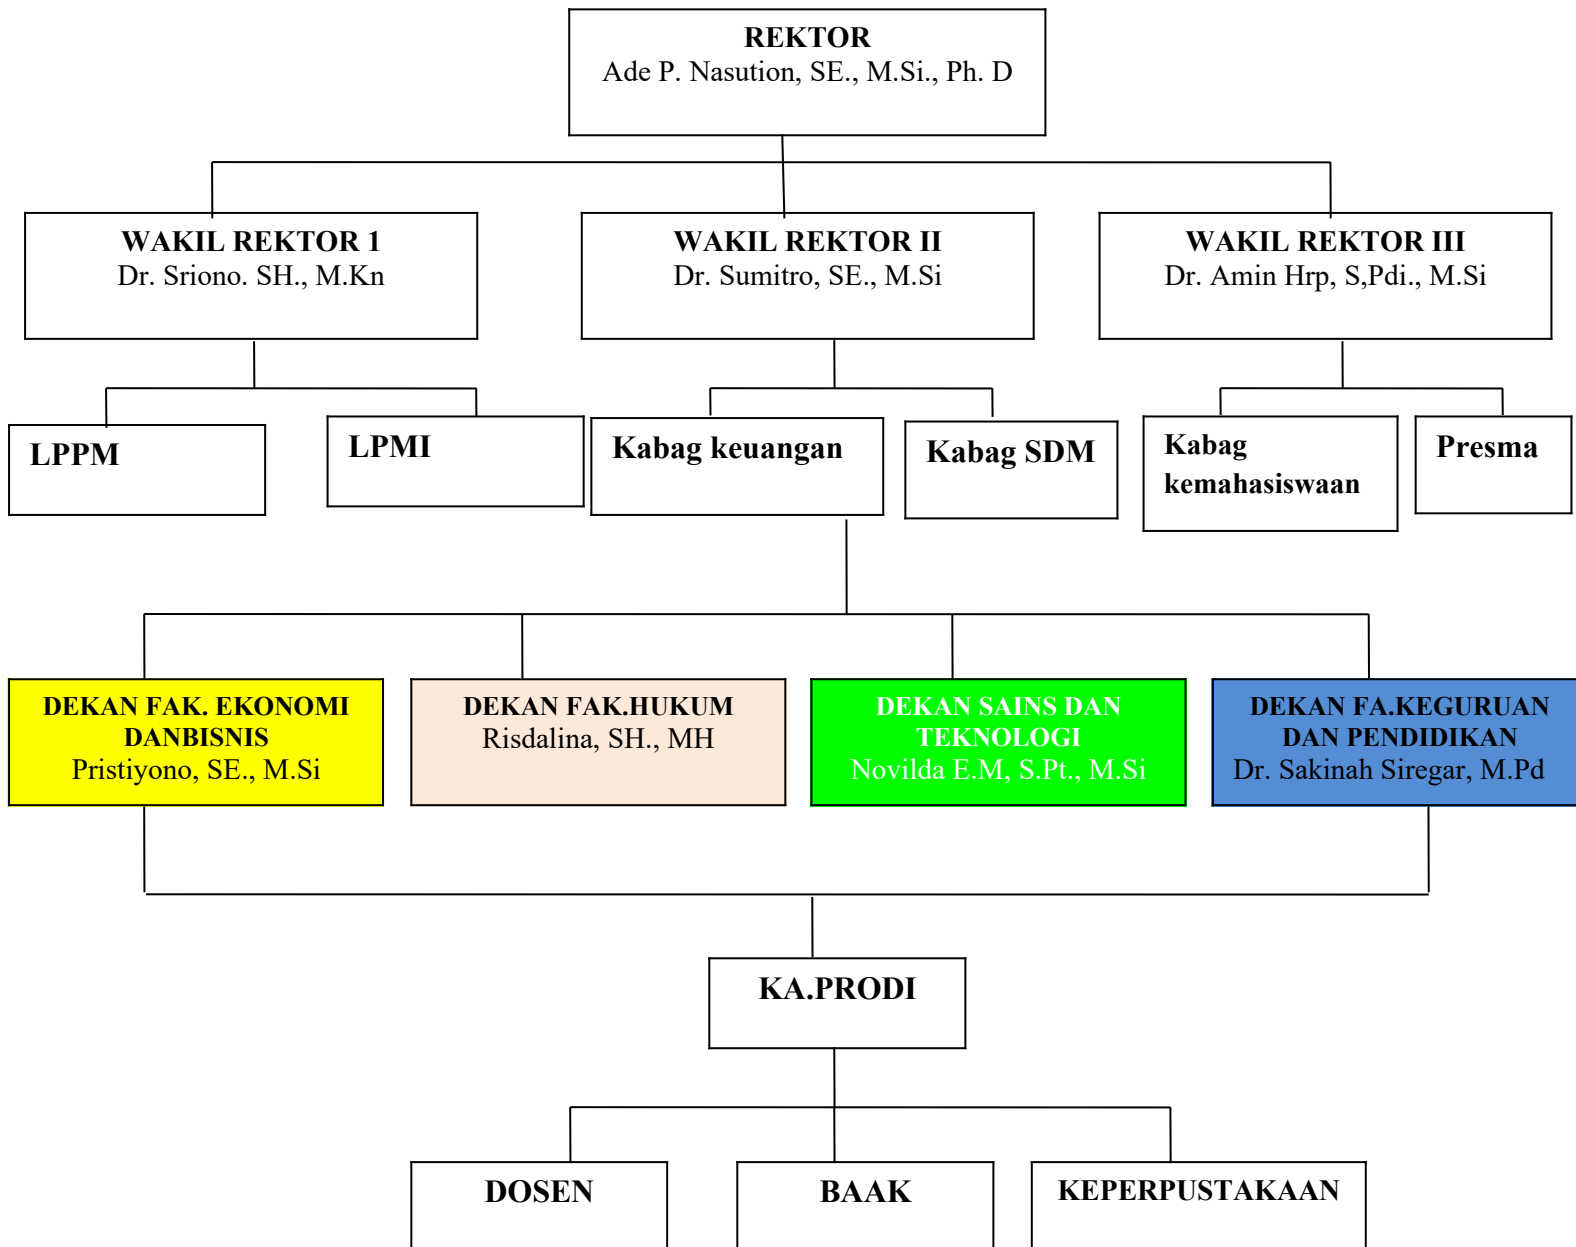 REKTOR
Ade P. Nasution, SE., M.Si., Ph. D
WAKIL REKTOR 1
Dr. Sriono. SH., M.Kn
WAKIL REKTOR II
Dr. Sumitro, SE., M.Si
WAKIL REKTOR III
Dr. Amin Hrp, S,Pdi., M.Si
LPPM
LPMI
Kabag keuangan
Kabag SDM
Kabag
kemahasiswaan
Presma
DEKAN FAK. EKONOMI
DANBISNIS
Pristiyono, SE., M.Si
DEKAN FAK.HUKUM
Risdalina, SH., MH
DEKAN SAINS DAN
TEKNOLOGI
Novilda E.M, S.Pt., M.Si
DEKAN FA.KEGURUAN
DAN PENDIDIKAN
Dr. Sakinah Siregar, M.Pd
KA.PRODI
DOSEN
BAAK
KEPERPUSTAKAAN